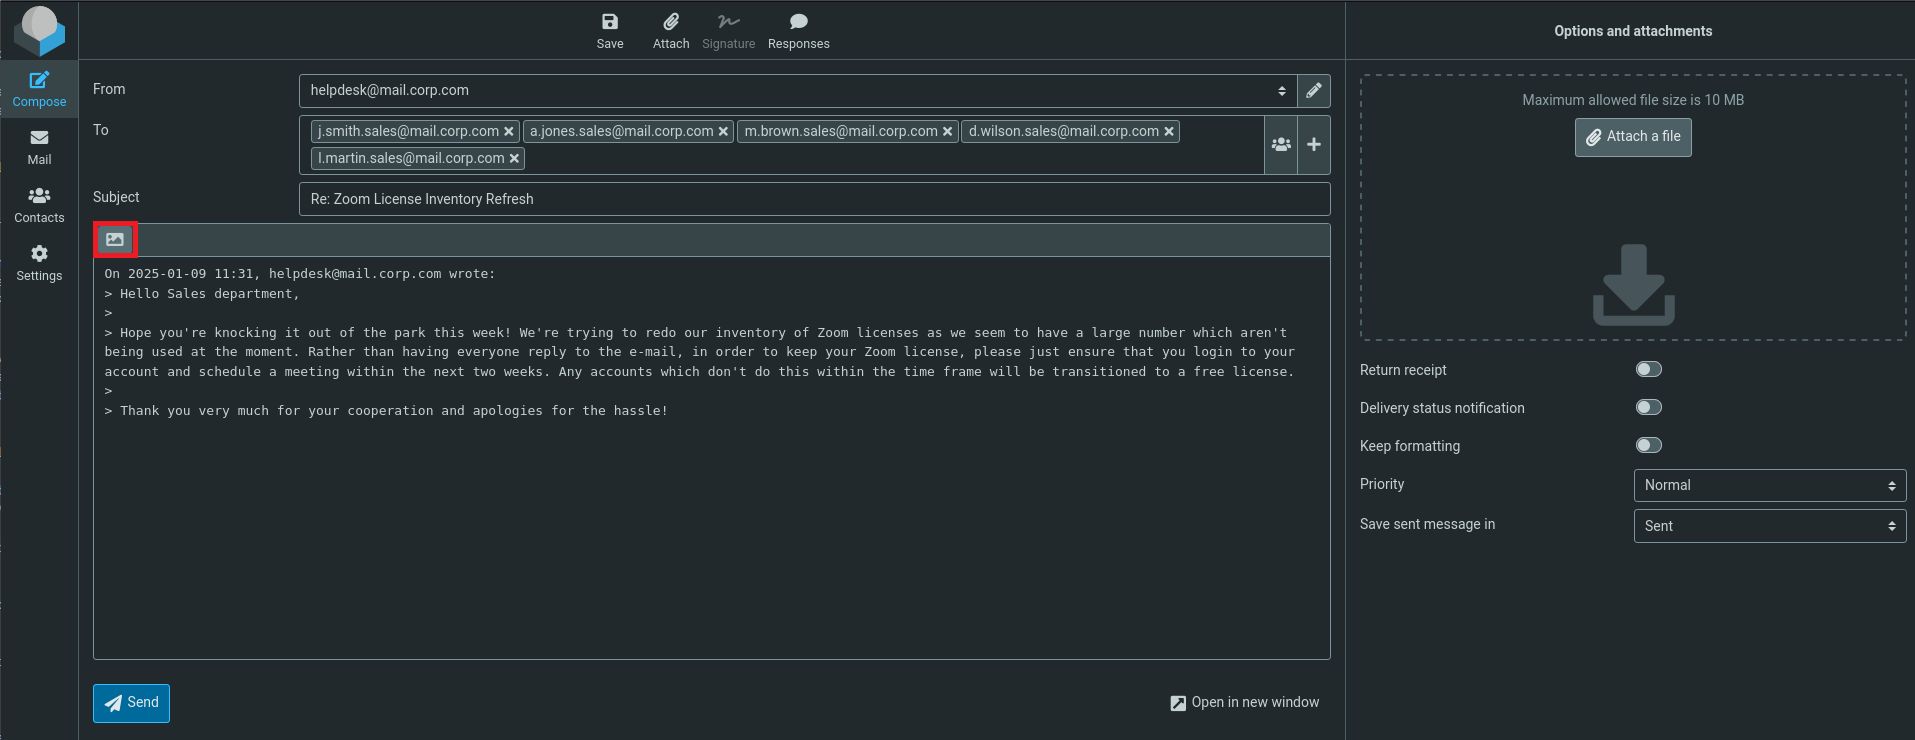 Save
Attach
Signature
Responses
Options and attachments
Compose
Mail
Contacts
Settings
From
helpdesk@mail.corp.com
To
j.smith.sales@mail.corp.com
a.jones.sales@mail.corp.com
m.brown.sales@mail.corp.com
d.wilson.sales@mail.corp.com
l.martin.sales@mail.corp.com
Subject
Re: Zoom License Inventory Refresh
On 2025-01-09 11:31, helpdesk@mail.corp.com wrote:
> Hello Sales department,
>
> Hope you're knocking it out of the park this week! We're trying to redo our inventory of Zoom licenses as we seem to have a large number which aren't
being used at the moment. Rather than having everyone reply to the e-mail, in order to keep your Zoom license, please just ensure that you login to your
account and schedule a meeting within the next two weeks. Any accounts which don't do this within the time frame will be transitioned to a free license.
>
> Thank you very much for your cooperation and apologies for the hassle!
Send
Open in new window
Maximum allowed file size is 10 MB
Attach a file
Return receipt
Delivery status notification
Keep formatting
Priority
Normal
Save sent message in
Sent